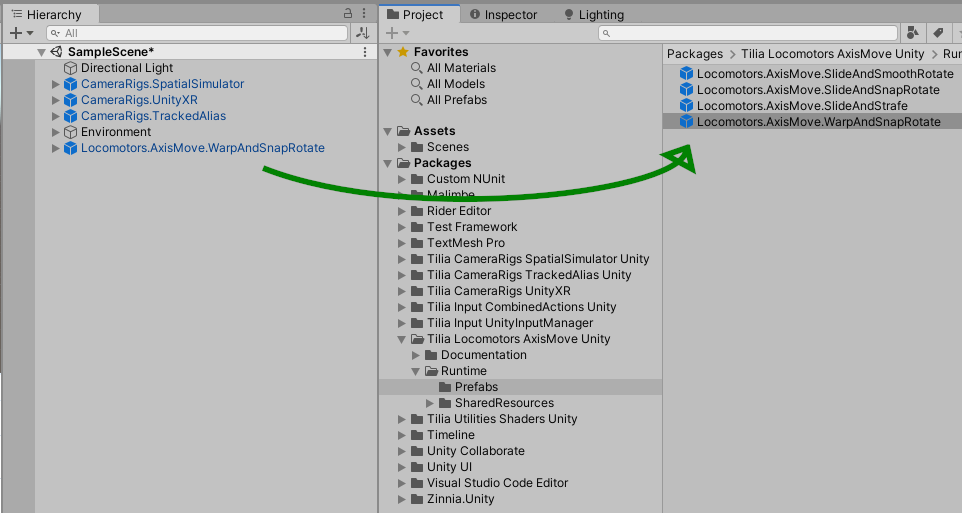 Hierarchy
All
SampleScene*
Directional Light
CameraRigs.SpatialSimulator
CameraRigs.UnityXR
CameraRigs.TrackedAlias
Environment
Locomotors.AxisMove.WarpAndSnapRotate
Project
Inspector
Lighting
Favorites
All Materials
All Models
All Prefabs
Assets
Scenes
Packages
Custom NUnit
Malimbe
Rider Editor
Test Framework
TextMesh Pro
Tilia CameraRigs SpatialSimulator Unity
Tilia CameraRigs TrackedAlias Unity
Tilia CameraRigs UnityXR
Tilia Input CombinedActions Unity
Tilia Input UnityInputManager
Tilia Locomotors AxisMove Unity
Documentation
Runtime
Prefabs
SharedResources
Tilia Utilities Shaders Unity
Timeline
Unity Collaborate
Unity UI
Visual Studio Code Editor
Zinnia.Unity
Packages > Tilia Locomotors AxisMove Unity > Run
Locomotors.AxisMove.SlideAndSmoothRotate
Locomotors.AxisMove.SlideAndSnapRotate
Locomotors.AxisMove.SlideAndStrafe
Locomotors.AxisMove.WarpAndSnapRotate